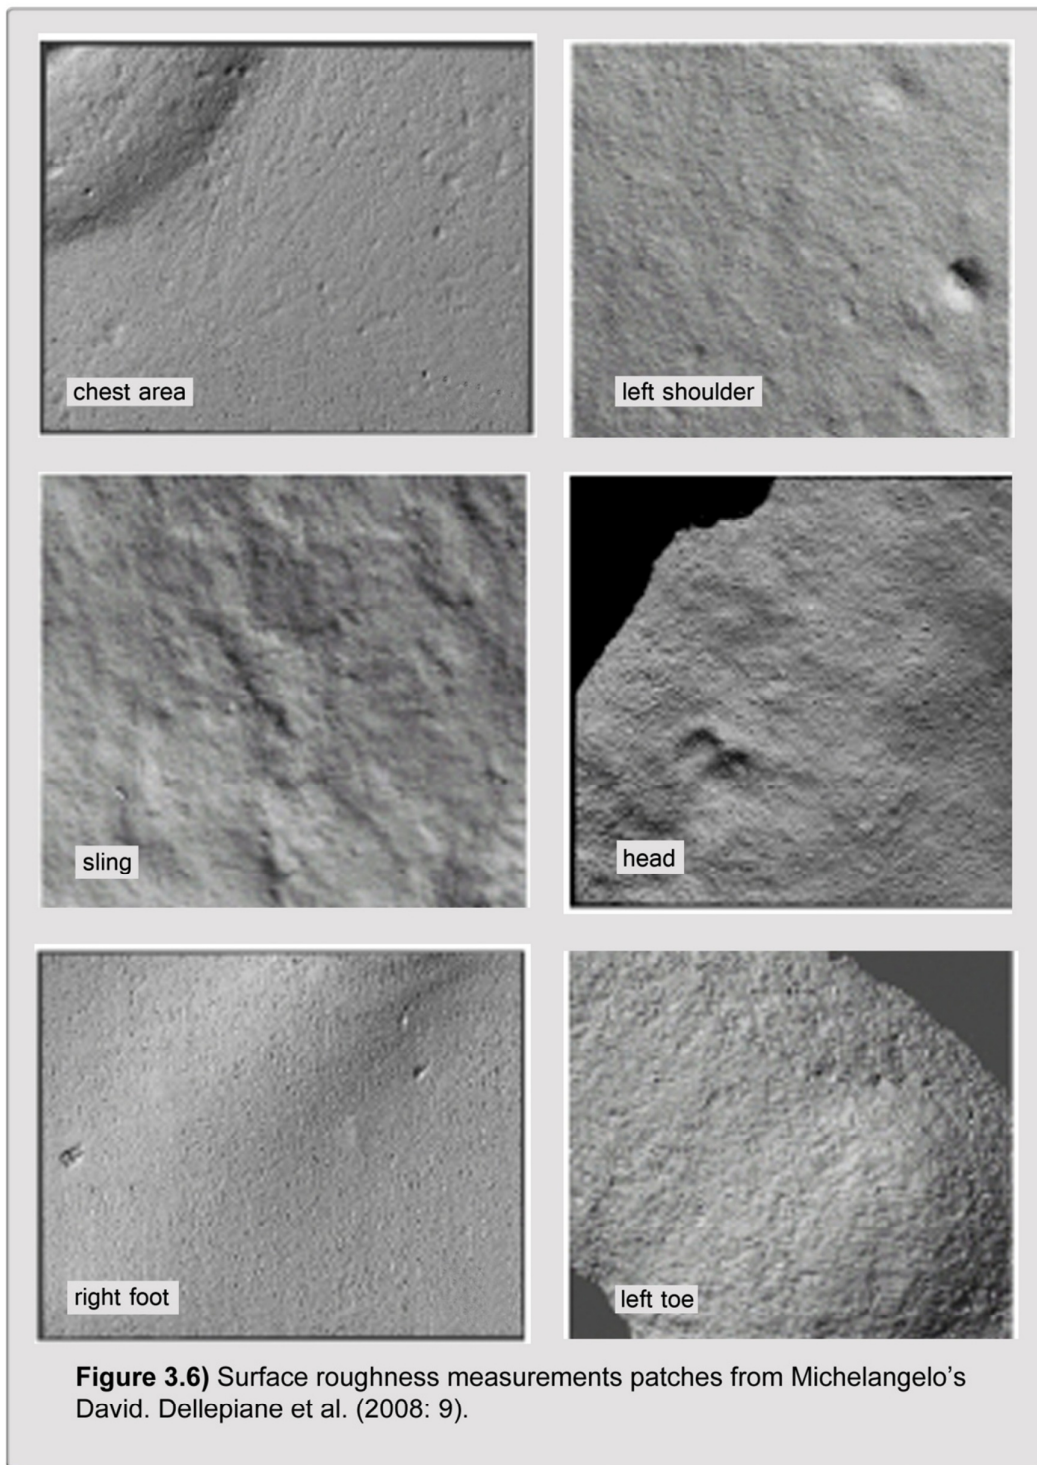 chest area
left shoulder
sling
head
right foot
left toe
Figure 3.6) Surface roughness measurements patches from Michelangelo's
David. Dellepiane et al. (2008: 9).